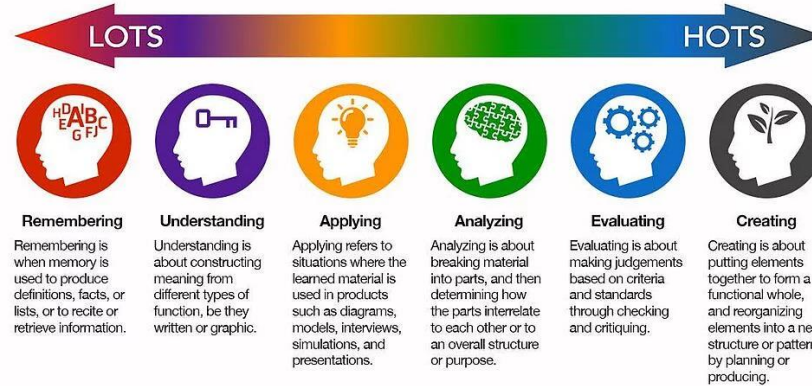 LOTS HOTS
Remembering
Remembering is
when memory is
used to produce
definitions, facts, or
lists, or to recite or
retrieve information.
Understanding
Understanding is
about constructing
meaning from
different types of
function, be they
written or graphic.
Applying
Applying refers to
situations where the
learned material is
used in products
such as diagrams,
models, interviews,
simulations, and
presentations.
Analyzing
Analyzing is about
breaking material
into parts, and then
determining how
the parts interrelate
to each other or to
an overall structure
or purpose.
Evaluating
Evaluating is about
making judgements
based on criteria
and standards
through checking
and critiquing.
Creating
Creating is about
putting elements
together to form a
functional whole,
and reorganizing
elements into a ne
structure or pattern
by planning or
producing.
H D A B C
E G F J